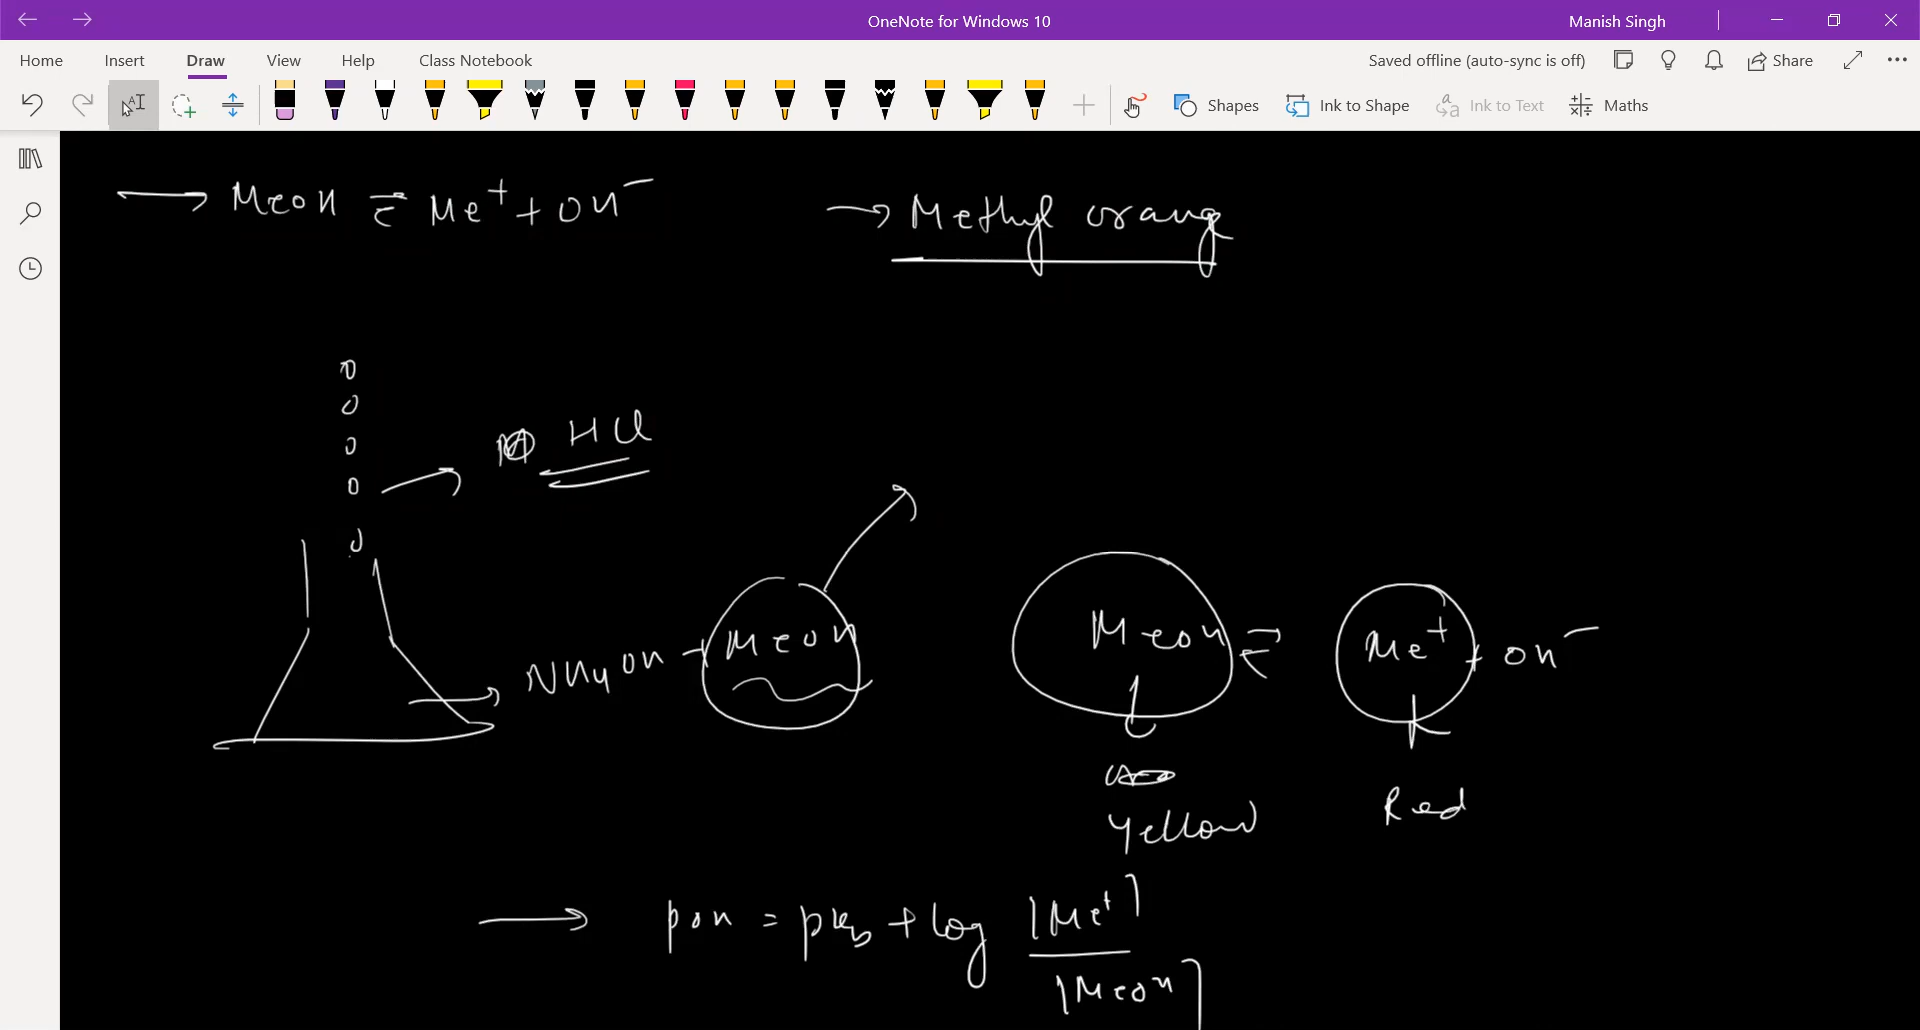 OneNote for Windows 10
Manish Singh
Home Insert Draw View Help Class Notebook
Saved offline (auto-sync is off) Share
Shapes Ink to Shape Ink to Text Maths
→ MeOH ⇌ Me⁺ + OH⁻
→ Methyl orange
HCl
NH₄OH + MeOH
MeOH ⇌ Me⁺ + OH⁻
Yellow
Red
→ pOH = pKb + log [Me⁺]
[MeOH]